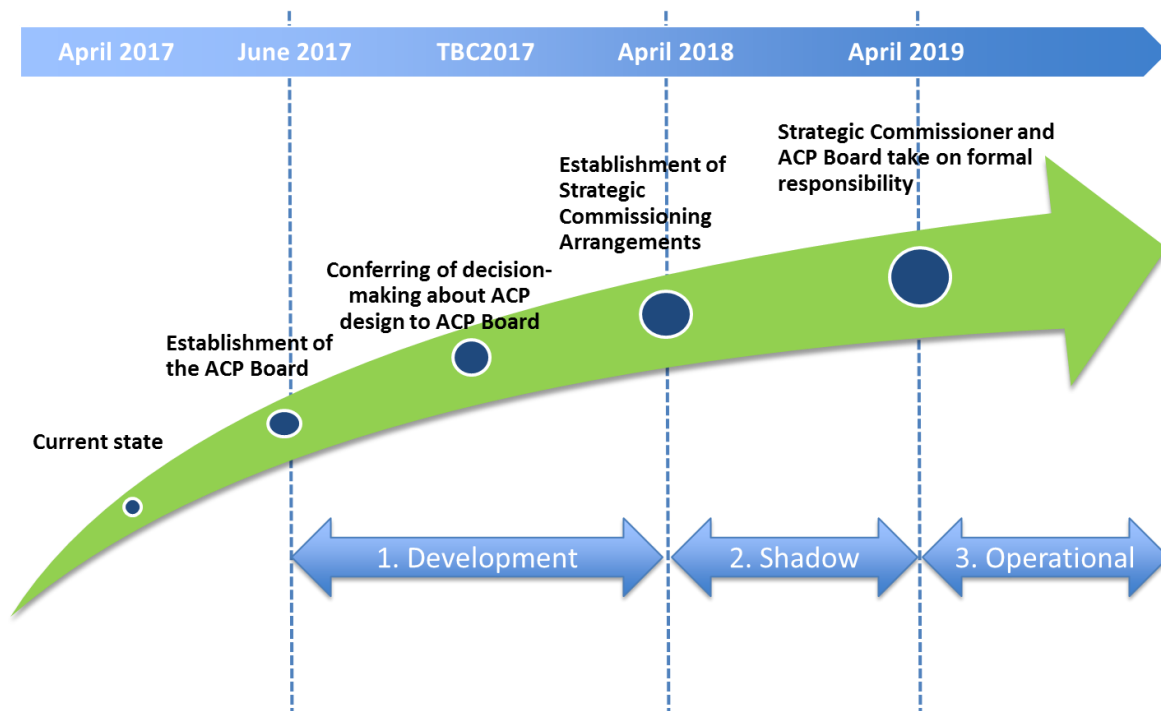 April 2017 June 2017 TBC2017 April 2018 April 2019
Strategic Commissioner and
ACP Board take on formal
responsibility
Establishment of
Strategic
Commissioning
Arrangements
Conferring of decision-
making about ACP
design to ACP Board
Establishment of
the ACP Board
Current state
1. Development 2. Shadow 3. Operational